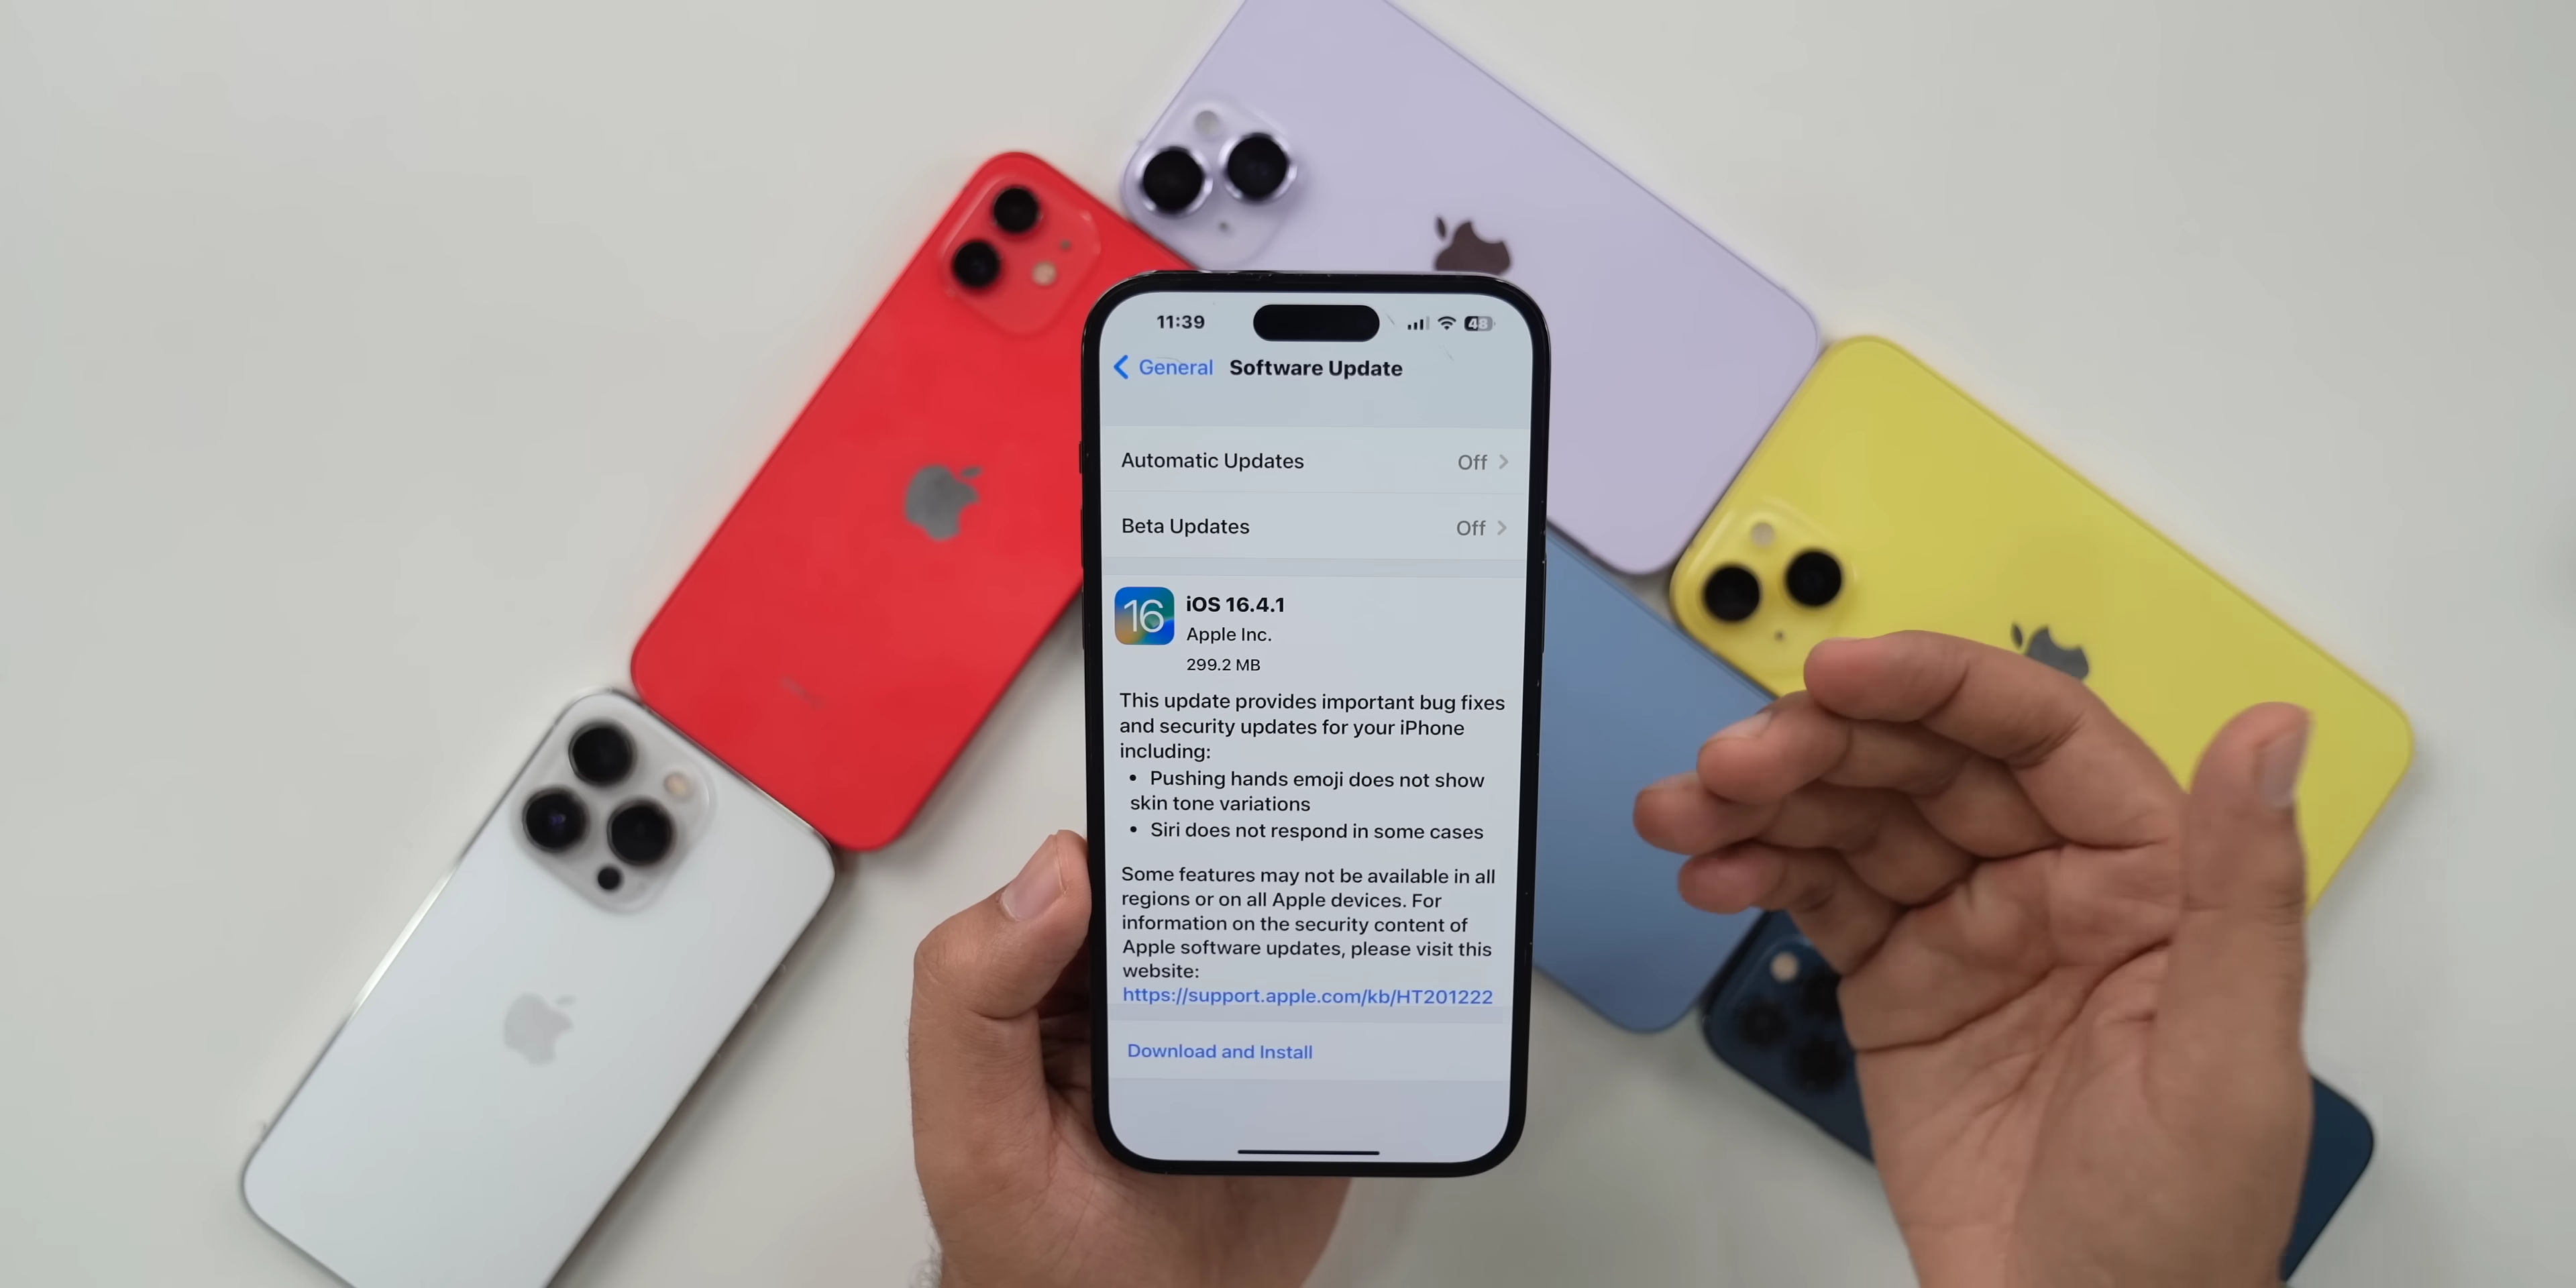 11:39
48
General
Software Update
Automatic Updates Off
Beta Updates Off
16
iOS 16.4.1
Apple Inc.
299.2 MB
This update provides important bug fixes
and security updates for your iPhone
including:
• Pushing hands emoji does not show
skin tone variations
• Siri does not respond in some cases
Some features may not be available in all
regions or on all Apple devices. For
information on the security content of
Apple software updates, please visit this
website:
https://support.apple.com/kb/HT201222
Download and Install